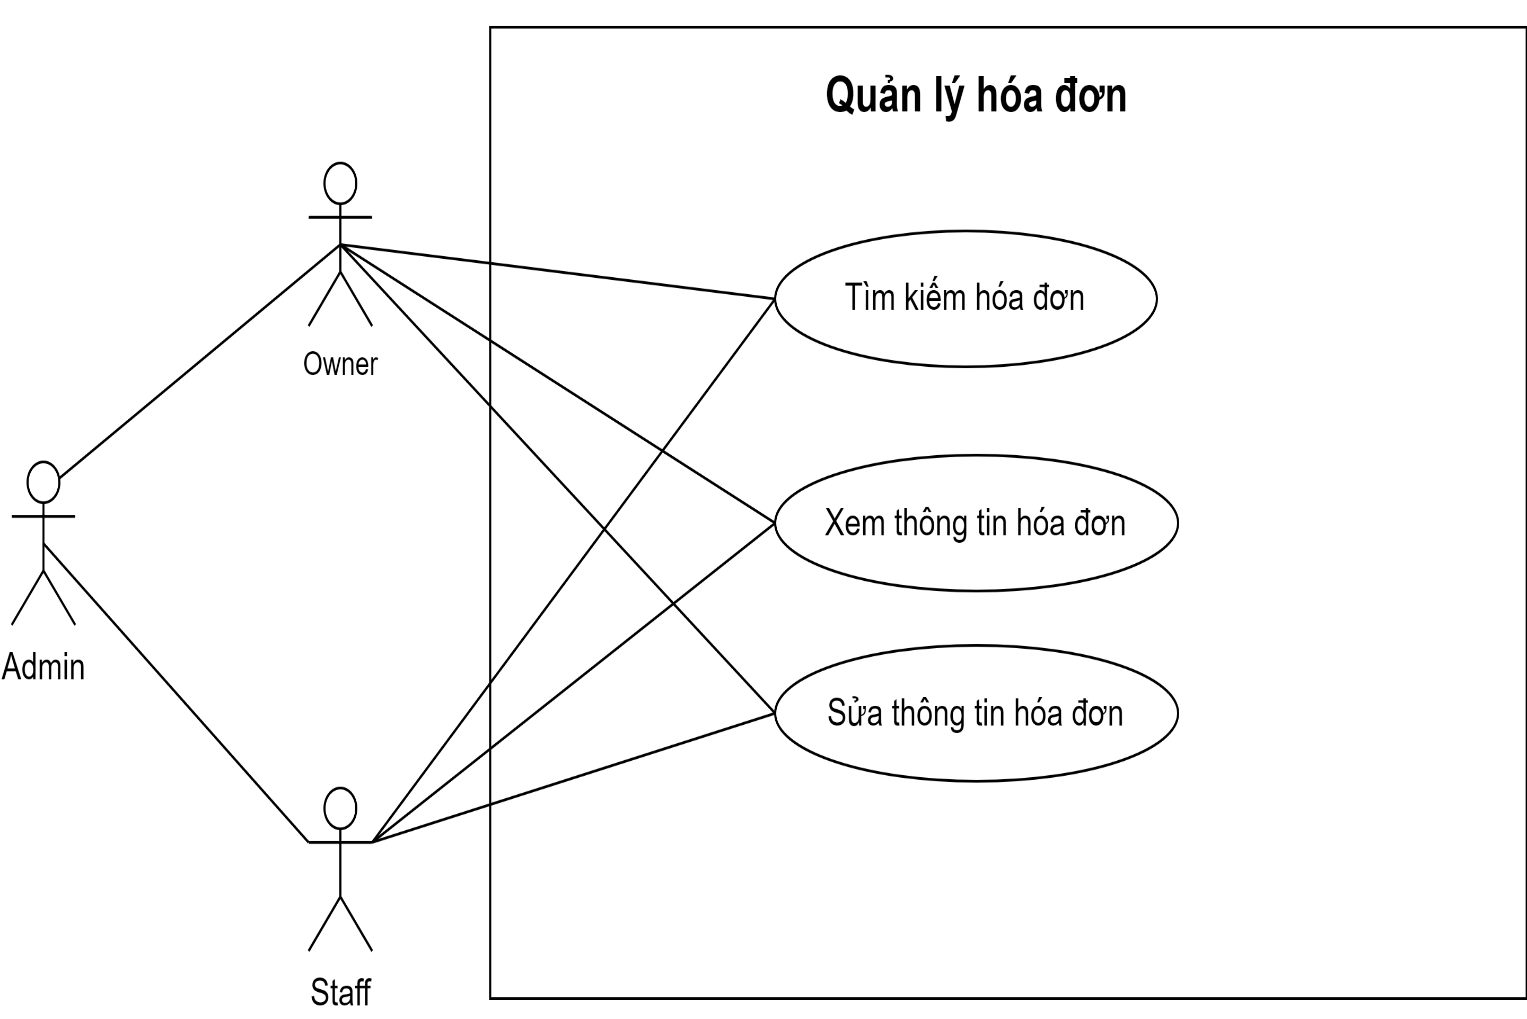 Quản lý hóa đơn
Tìm kiếm hóa đơn
Owner
Xem thông tin hóa đơn
Admin
Sửa thông tin hóa đơn
Staff